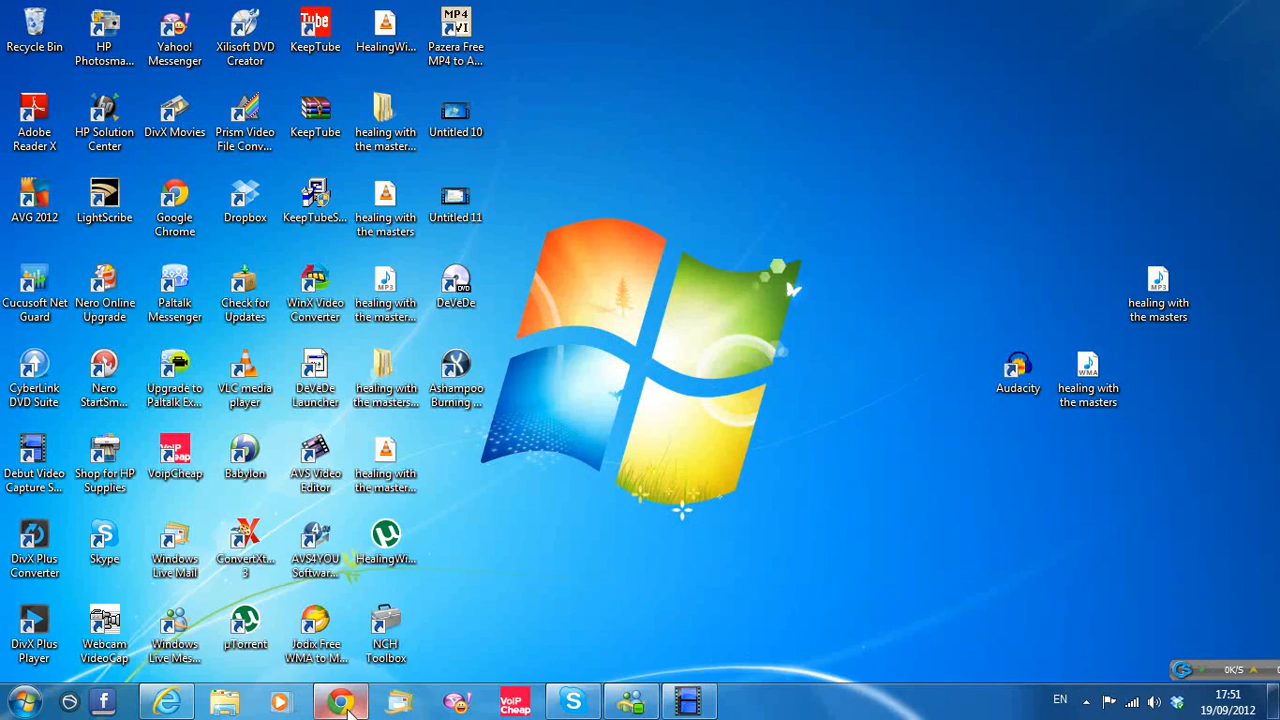 Recycle Bin
HP
Photosma...
Yahoo!
Messenger
Xilisoft DVD
Creator
Tube
KeepTube
HealingWi...
MP4
Pazera Free
MP4 to A...
Adobe
Reader X
HP Solution
Center
DivX Movies
Prism Video
File Conv...
KeepTube
healing with
the master...
Untitled 10
AVG 2012
LightScribe
Google
Chrome
Dropbox
KeepTubeS...
healing with
the masters
Untitled 11
Cucusoft Net
Guard
Nero Online
Upgrade
Paltalk
Messenger
Check for
Updates
WinX Video
Converter
MP3
healing with
the master...
DVD
DeVeDe
MP3
healing with
the masters
CyberLink
DVD Suite
Nero
StartSm...
Upgrade to
Paltalk Ex...
VLC media
player
DeVeDe
Launcher
healing with
the masters...
Ashampoo
Burning ...
Audacity
WMA
healing with
the masters
Debut Video
Capture S...
Shop for HP
Supplies
VoipCheap
Babylon
AVS Video
Editor
healing with
the master...
DivX Plus
Converter
Skype
Windows
Live Mail
ConvertXt...
3
AVS4YOU
Softwar...
HealingWi...
DivX Plus
Player
Webcam
VideoCap
Windows
Live Mes...
µTorrent
Jodix Free
WMA to M...
NCH
Toolbox
0K/S
VOIP
Cheap
EN
17:51
19/09/2012